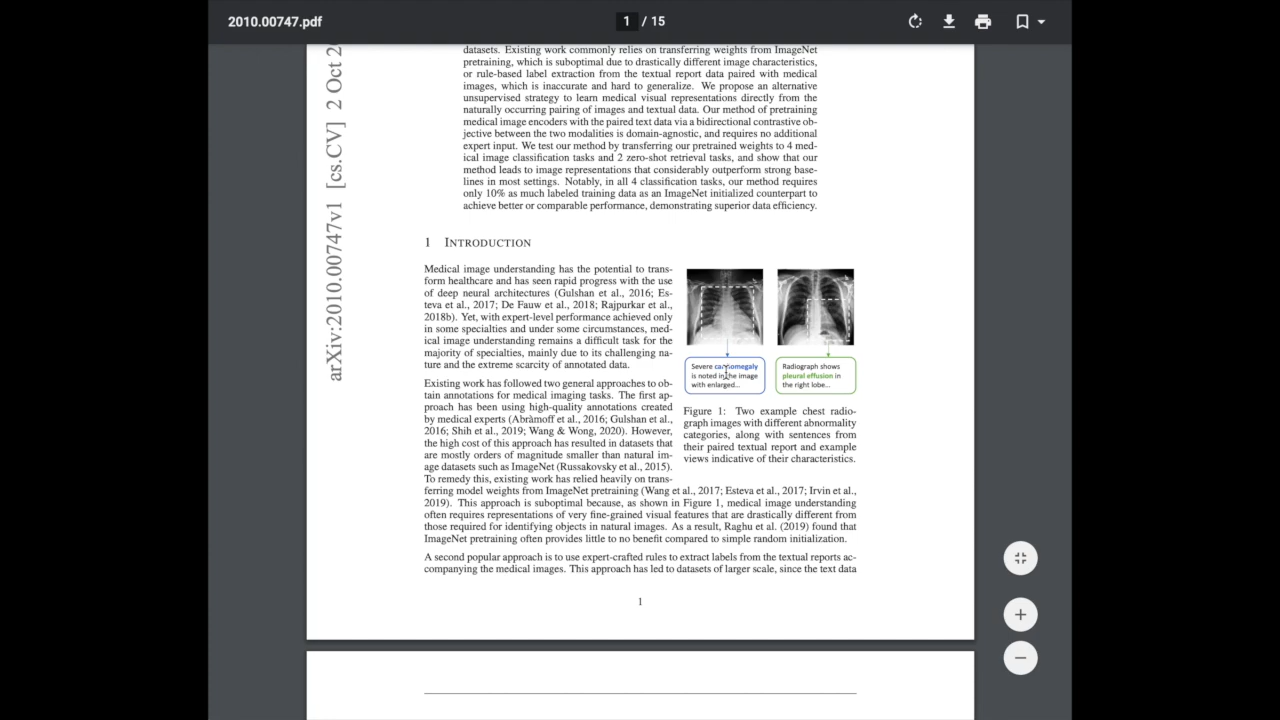 2010.00747.pdf
1 / 15
arXiv:2010.00747v1 [cs.CV] 2 Oct 2
datasets. Existing work commonly relies on transferring weights from ImageNet
pretraining, which is suboptimal due to drastically different image characteristics,
or rule-based label extraction from the textual report data paired with medical
images, which is inaccurate and hard to generalize. We propose an alternative
unsupervised strategy to learn medical visual representations directly from the
naturally occurring pairing of images and textual data. Our method of pretraining
medical image encoders with the paired text data via a bidirectional contrastive ob-
jective between the two modalities is domain-agnostic, and requires no additional
expert input. We test our method by transferring our pretrained weights to 4 med-
ical image classification tasks and 2 zero-shot retrieval tasks, and show that our
method leads to image representations that considerably outperform strong base-
lines in most settings. Notably, in all 4 classification tasks, our method requires
only 10% as much labeled training data as an ImageNet initialized counterpart to
achieve better or comparable performance, demonstrating superior data efficiency.
1 INTRODUCTION
Medical image understanding has the potential to trans-
form healthcare and has seen rapid progress with the use
of deep neural architectures (Gulshan et al., 2016; Es-
teva et al., 2017; De Fauw et al., 2018; Rajpurkar et al.,
2018b). Yet, with expert-level performance achieved only
in some specialties and under some circumstances, med-
ical image understanding remains a difficult task for the
majority of specialties, mainly due to its challenging na-
ture and the extreme scarcity of annotated data.
Existing work has followed two general approaches to ob-
tain annotations for medical imaging tasks. The first ap-
proach has been using high-quality annotations created
by medical experts (Abràmoff et al., 2016; Gulshan et al.,
2016; Shih et al., 2019; Wang & Wong, 2020). However,
the high cost of this approach has resulted in datasets that
are mostly orders of magnitude smaller than natural im-
age datasets such as ImageNet (Russakovsky et al., 2015).
To remedy this, existing work has relied heavily on trans-
ferring model weights from ImageNet pretraining (Wang et al., 2017; Esteva et al., 2017; Irvin et al.,
2019). This approach is suboptimal because, as shown in Figure 1, medical image understanding
often requires representations of very fine-grained visual features that are drastically different from
those required for identifying objects in natural images. As a result, Raghu et al. (2019) found that
ImageNet pretraining often provides little to no benefit compared to simple random initialization.
A second popular approach is to use expert-crafted rules to extract labels from the textual reports ac-
companying the medical images. This approach has led to datasets of larger scale, since the text data
Severe cardiomegaly
is noted in the image
with enlarged...
Radiograph shows
pleural effusion in
the right lobe...
Figure 1: Two example chest radio-
graph images with different abnormality
categories, along with sentences from
their paired textual report and example
views indicative of their characteristics.
1